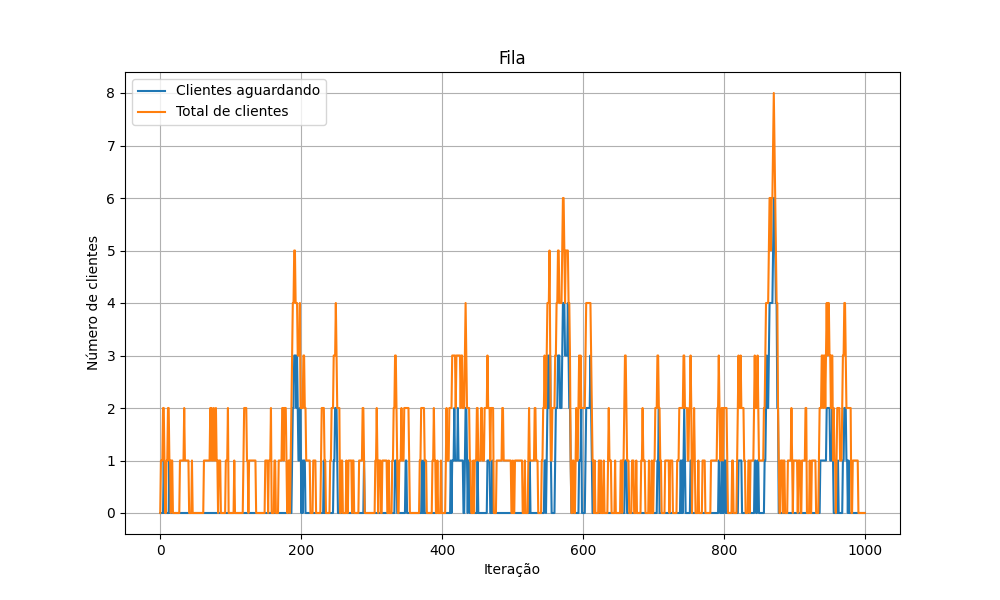 Fila
Clientes aguardando
Total de clientes
8
7
6
5
4
3
2
1
0
Número de clientes
0 200 400 600 800 1000
Iteração